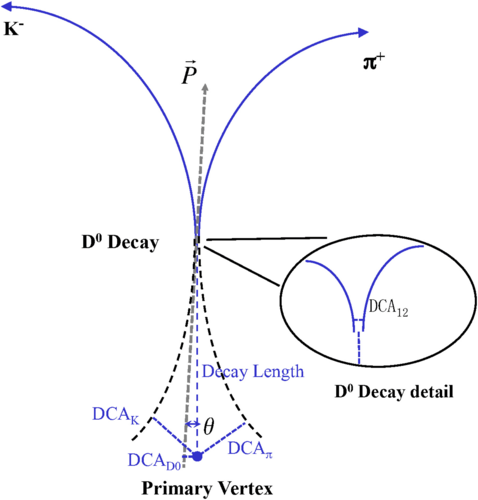 K⁻
π⁺
P⃗
D⁰ Decay
DCA₁₂
Decay Length
D⁰ Decay detail
DCA_K
θ
DCA_π
DCA_D0
Primary Vertex